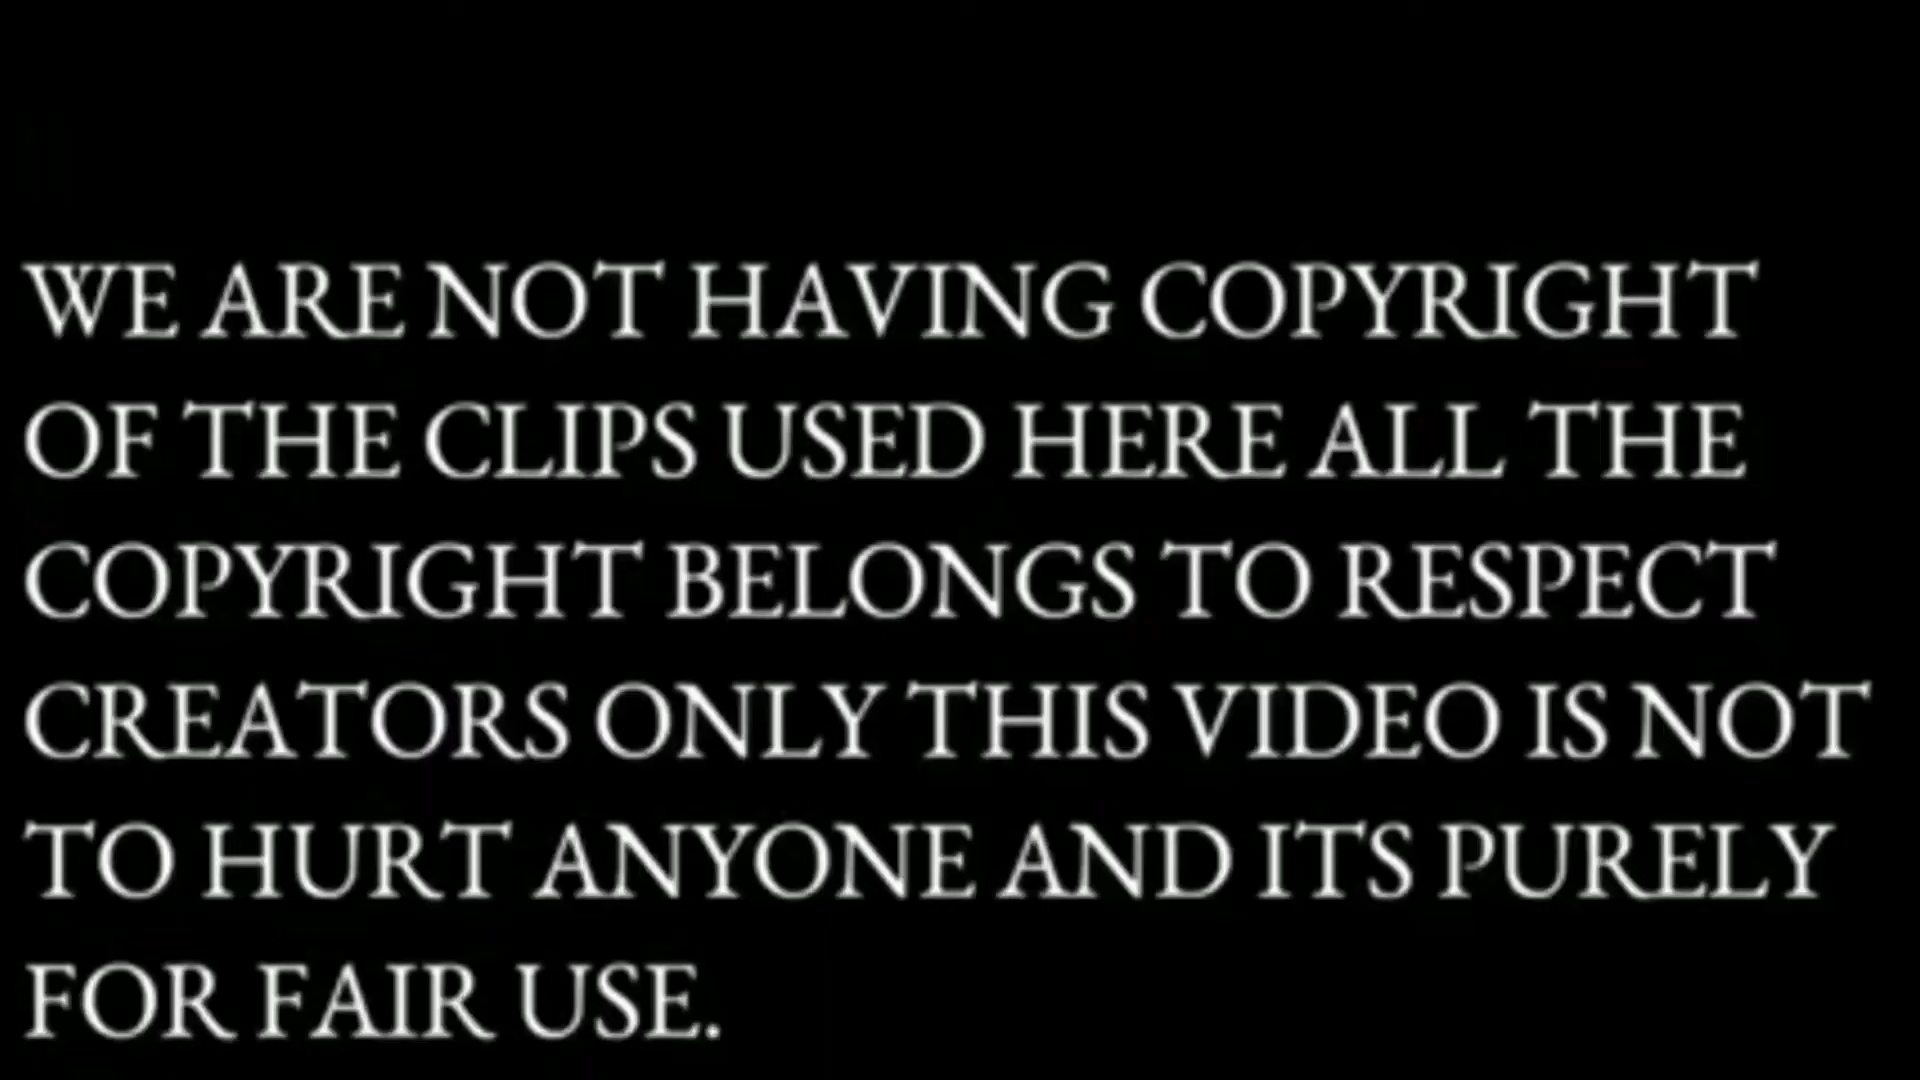 WE ARE NOT HAVING COPYRIGHT
OF THE CLIPS USED HERE ALL THE
COPYRIGHT BELONGS TO RESPECT
CREATORS ONLY THIS VIDEO IS NOT
TO HURT ANYONE AND ITS PURELY
FOR FAIR USE.